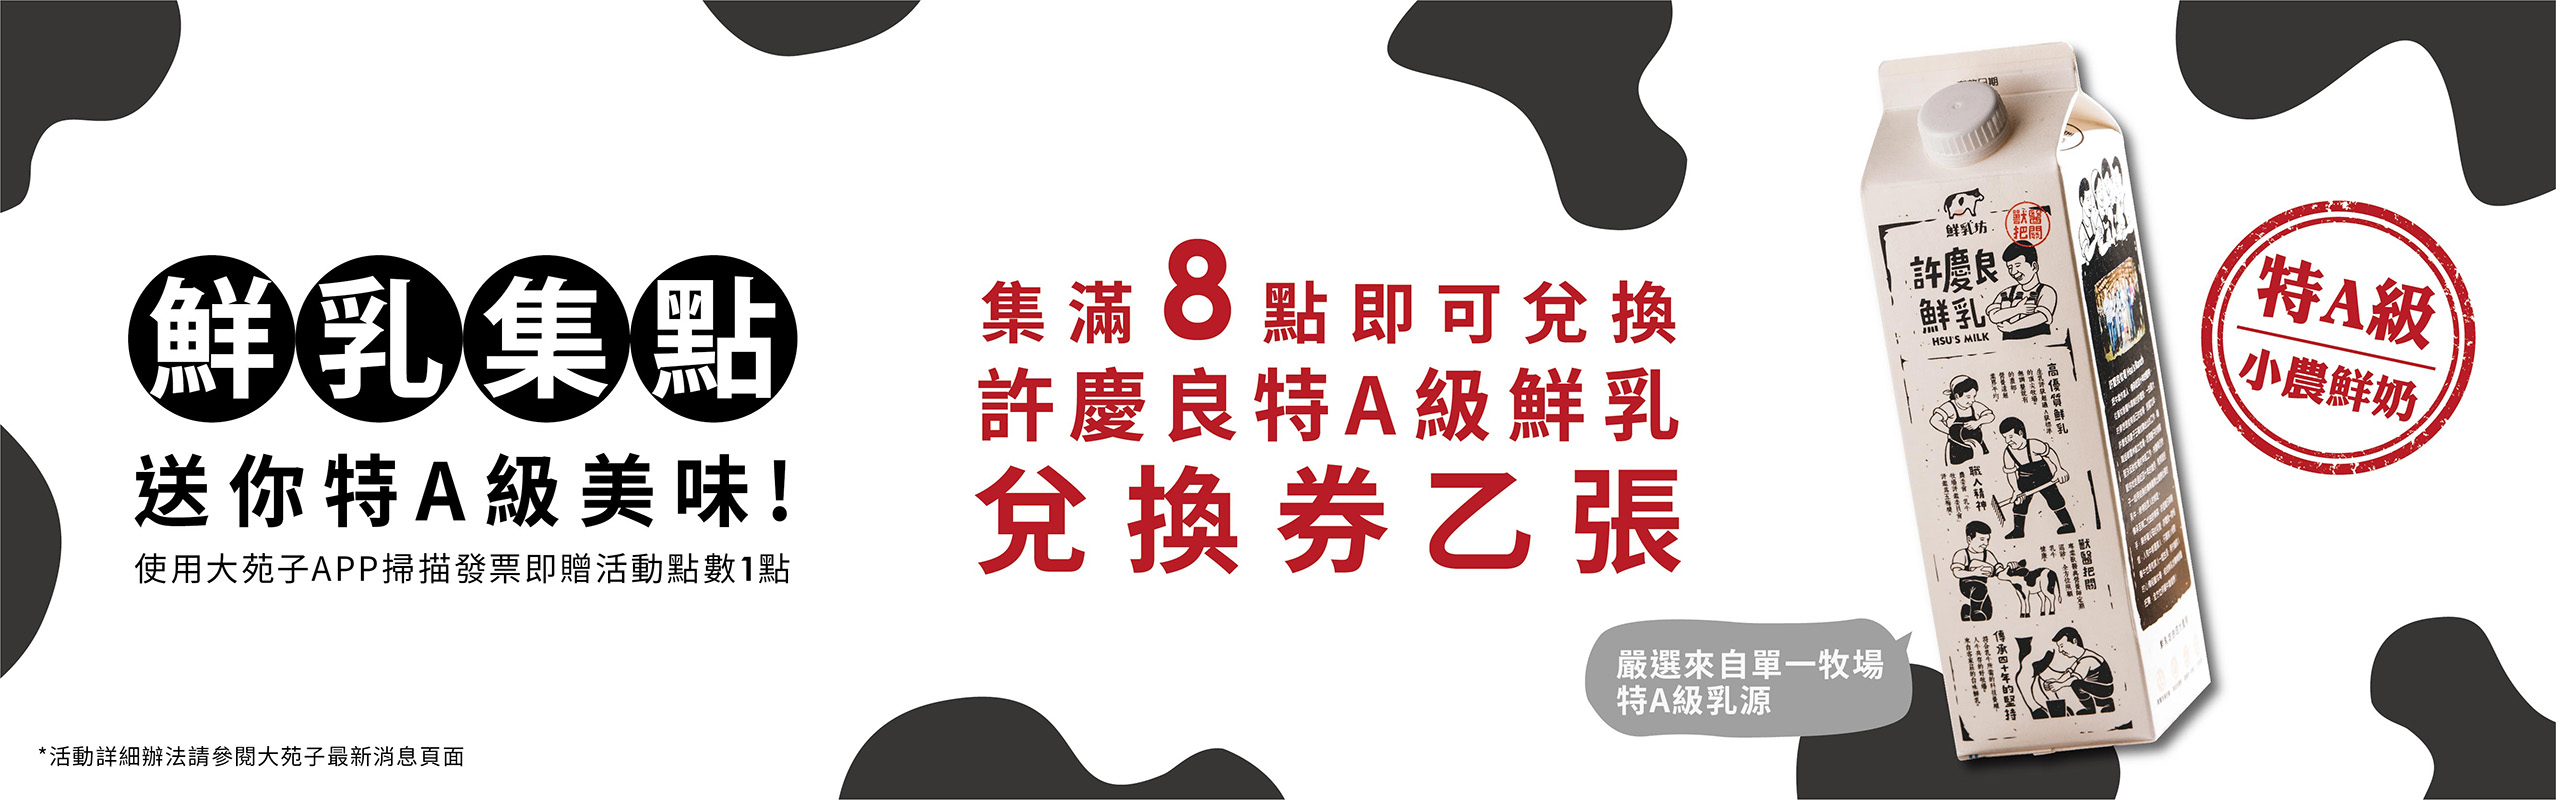 鮮乳集點
送你特A級美味!
使用大苑子APP掃描發票即贈活動點數1點
*活動詳細辦法請參閱大苑子最新消息頁面
集滿8點即可兌換
許慶良特A級鮮乳
兌換券乙張
嚴選來自單一牧場
特A級乳源
鮮乳坊
獸醫
把關
許慶良
鮮乳
HSU'S MILK
高優質鮮乳
職人精神
獸醫把關
傳承四十年的堅持
特A級
小農鮮奶